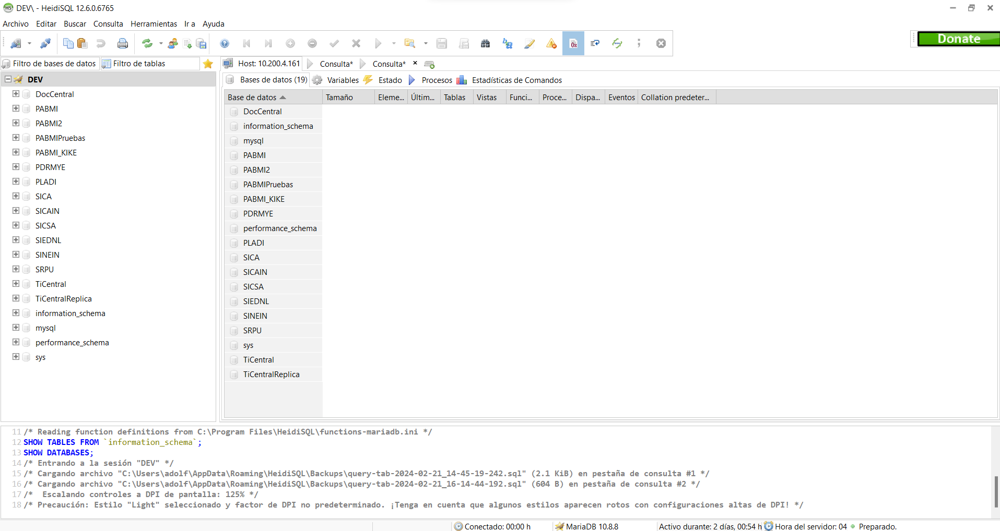 DEV\ - HeidiSQL 12.6.0.6765
Archivo Editar Buscar Consulta Herramientas Ir a Ayuda
Donate
Filtro de bases de datos Filtro de tablas
Host: 10.200.4.161 Consulta* Consulta*
DEV
DocCentral
PABMI
PABMI2
PABMIPruebas
PABMI_KIKE
PDRMYE
PLADI
SICA
SICAIN
SICSA
SIEDNL
SINEIN
SRPU
TiCentral
TiCentralReplica
information_schema
mysql
performance_schema
sys
Bases de datos (19) Variables Estado Procesos Estadísticas de Comandos
Base de datos Tamaño Eleme... Últim... Tablas Vistas Funci... Proce... Dispa... Eventos Collation predeter...
DocCentral
information_schema
mysql
PABMI
PABMI2
PABMIPruebas
PABMI_KIKE
PDRMYE
performance_schema
PLADI
SICA
SICAIN
SICSA
SIEDNL
SINEIN
SRPU
sys
TiCentral
TiCentralReplica
11 /* Reading function definitions from C:\Program Files\HeidiSQL\functions-mariadb.ini */
12 SHOW TABLES FROM `information_schema`;
13 SHOW DATABASES;
14 /* Entrando a la sesión "DEV" */
15 /* Cargando archivo "C:\Users\adolf\AppData\Roaming\HeidiSQL\Backups\query-tab-2024-02-21_14-45-19-242.sql" (2.1 KiB) en pestaña de consulta #1 */
16 /* Cargando archivo "C:\Users\adolf\AppData\Roaming\HeidiSQL\Backups\query-tab-2024-02-21_16-14-44-192.sql" (604 B) en pestaña de consulta #2 */
17 /*  Escalando controles a DPI de pantalla: 125% */
18 /* Precaución: Estilo "Light" seleccionado y factor de DPI no predeterminado. ¡Tenga en cuenta que algunos estilos aparecen rotos con configuraciones altas de DPI! */
Conectado: 00:00 h MariaDB 10.8.8 Activo durante: 2 días, 00:54 h Hora del servidor: 04 Preparado.